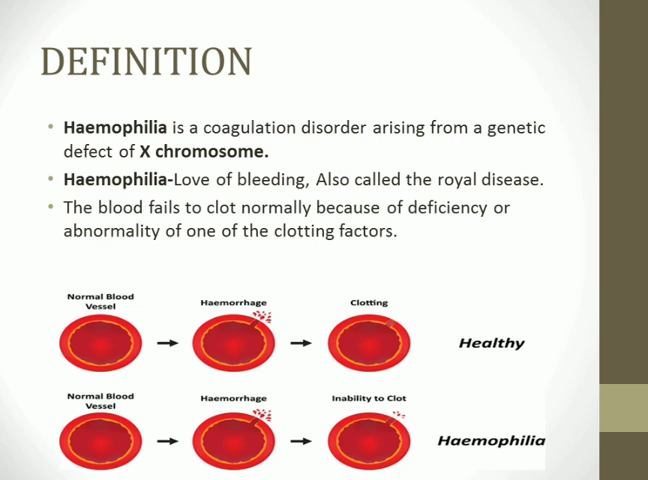 DEFINITION
• Haemophilia is a coagulation disorder arising from a genetic
defect of X chromosome.
• Haemophilia-Love of bleeding, Also called the royal disease.
• The blood fails to clot normally because of deficiency or
abnormality of one of the clotting factors.
Normal Blood
Vessel
Haemorrhage
Clotting
Healthy
Normal Blood
Vessel
Haemorrhage
Inability to Clot
Haemophilia